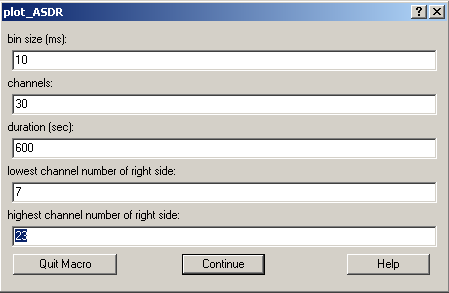 plot_ASDR
bin size (ms):
10
channels:
30
duration (sec):
600
lowest channel number of right side:
7
highest channel number of right side:
23
Quit Macro Continue Help